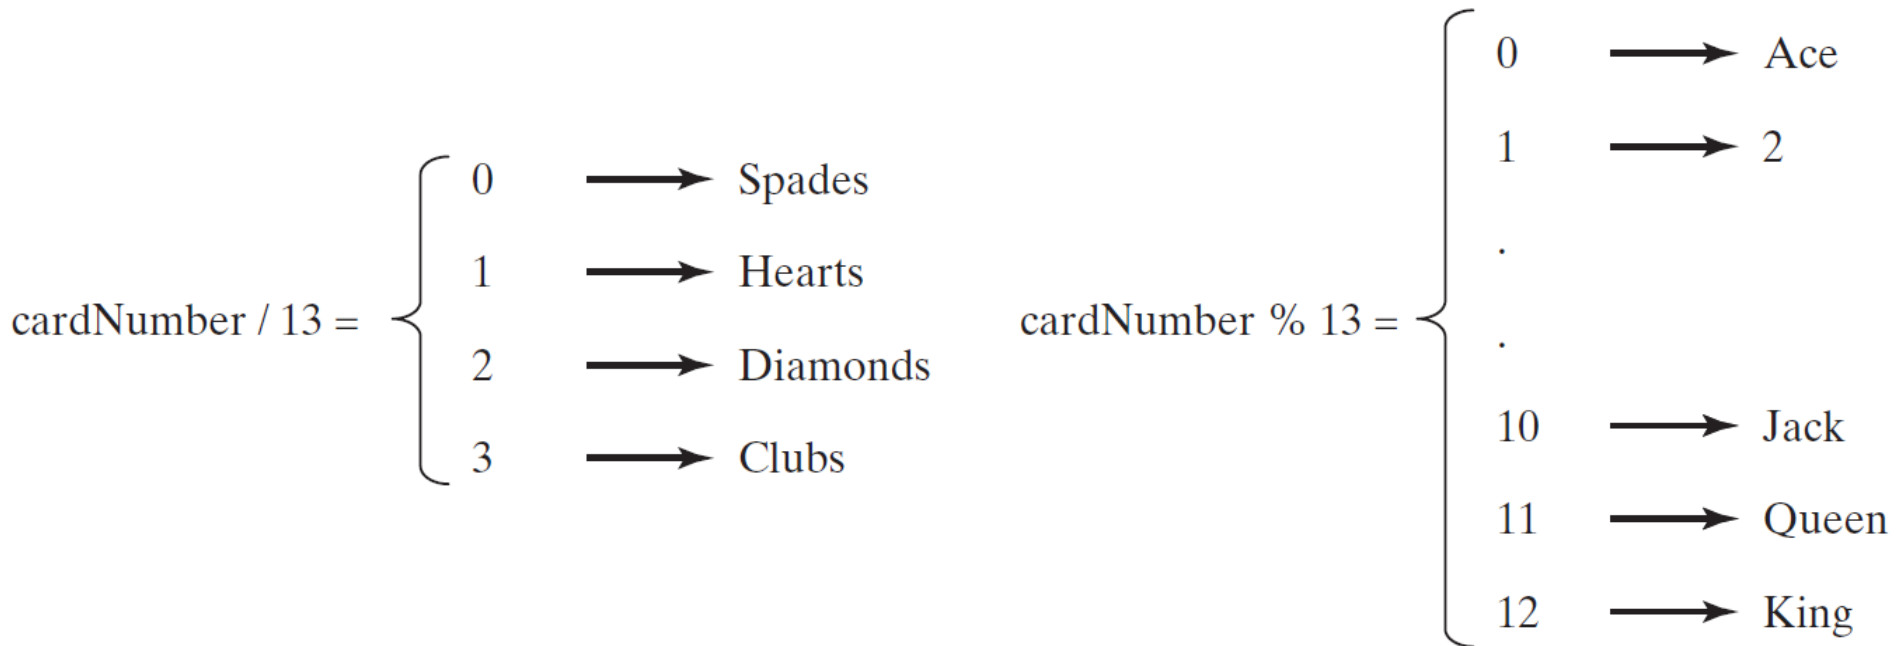 cardNumber / 13 =
0 Spades
1 Hearts
2 Diamonds
3 Clubs
cardNumber % 13 =
0 Ace
1 2
.
.
10 Jack
11 Queen
12 King